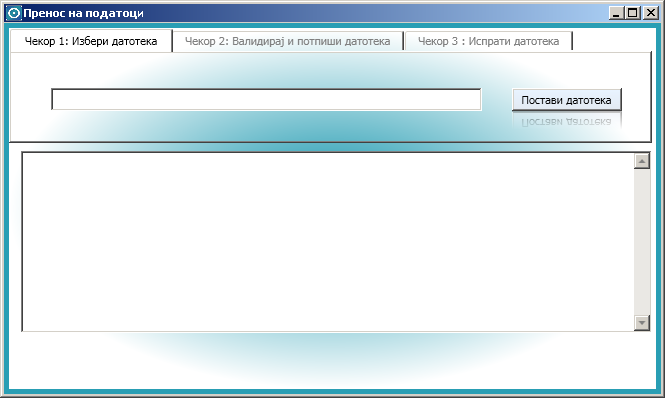 Пренос на податоци
Чекор 1: Избери датотека
Чекор 2: Валидирај и потпиши датотека
Чекор 3 : Испрати датотека
Постави датотека